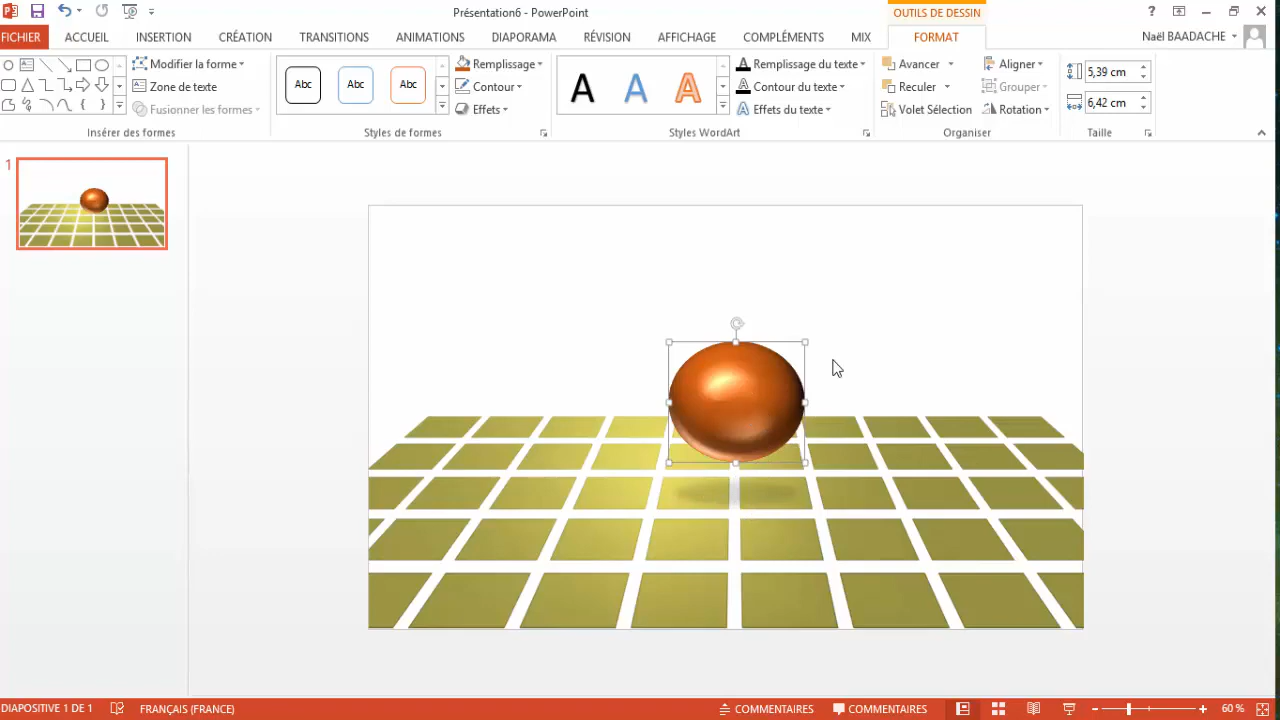 Présentation6 - PowerPoint
OUTILS DE DESSIN
?
Naël BAADACHE
FICHIER ACCUEIL INSERTION CRÉATION TRANSITIONS ANIMATIONS DIAPORAMA RÉVISION AFFICHAGE COMPLÉMENTS MIX FORMAT
Modifier la forme
Zone de texte
Fusionner les formes
Insérer des formes
Abc Abc Abc
Remplissage
Contour
Effets
Styles de formes
A A A
Remplissage du texte
Contour du texte
Effets du texte
Styles WordArt
Avancer
Reculer
Volet Sélection
Aligner
Grouper
Rotation
Organiser
5,39 cm
6,42 cm
Taille
1
DIAPOSITIVE 1 DE 1 FRANÇAIS (FRANCE) COMMENTAIRES COMMENTAIRES 60 %